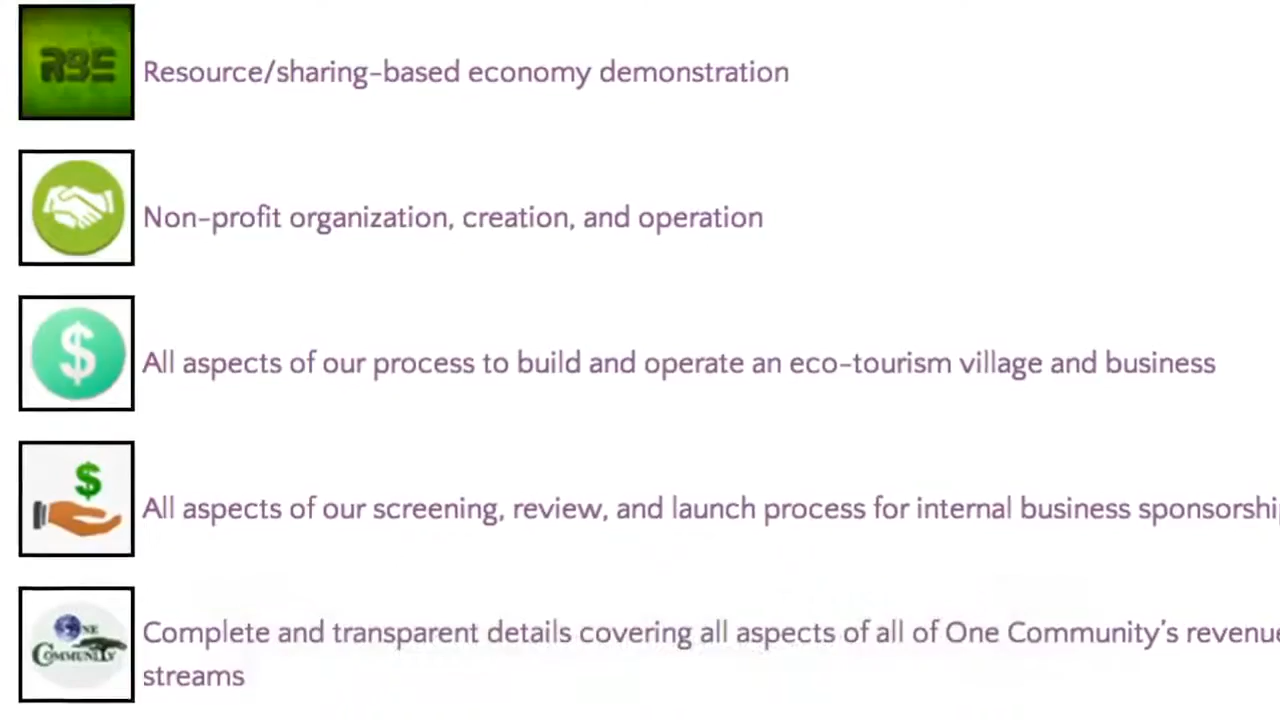 RBE
Resource/sharing-based economy demonstration
Non-profit organization, creation, and operation
$
All aspects of our process to build and operate an eco-tourism village and business
$
All aspects of our screening, review, and launch process for internal business
ONE
COMMUNITY
Complete and transparent details covering all aspects of all of One Community's revenue
streams